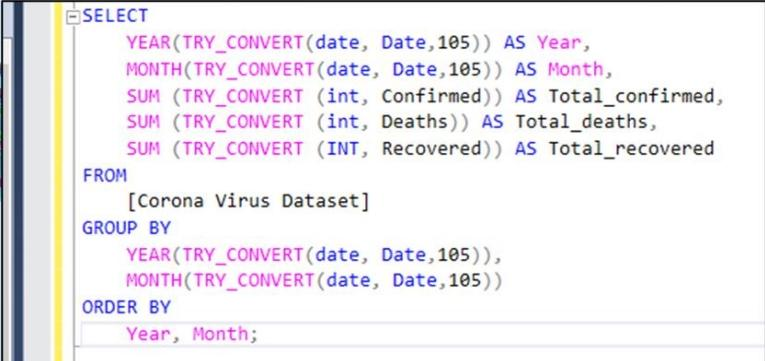 SELECT
YEAR(TRY_CONVERT(date, Date,105)) AS Year,
MONTH(TRY_CONVERT(date, Date,105)) AS Month,
SUM (TRY_CONVERT (int, Confirmed)) AS Total_confirmed,
SUM (TRY_CONVERT (int, Deaths)) AS Total_deaths,
SUM (TRY_CONVERT (INT, Recovered)) AS Total_recovered
FROM
[Corona Virus Dataset]
GROUP BY
YEAR(TRY_CONVERT(date, Date,105)),
MONTH(TRY_CONVERT(date, Date,105))
ORDER BY
Year, Month;